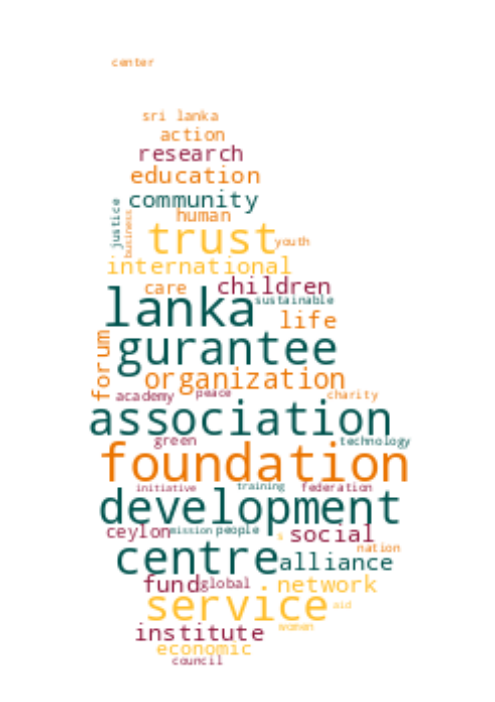 center
sri lanka
action
research
education
community
human
justice
business
trust
youth
international
care
children
lanka
sustainable
life
gurantee
forum
organization
academy
peace
charity
association
green
technology
foundation
initiative
training
federation
development
ceylon
mission
people
social
centre
nation
alliance
fund
global
network
service
aid
institute
women
economic
council